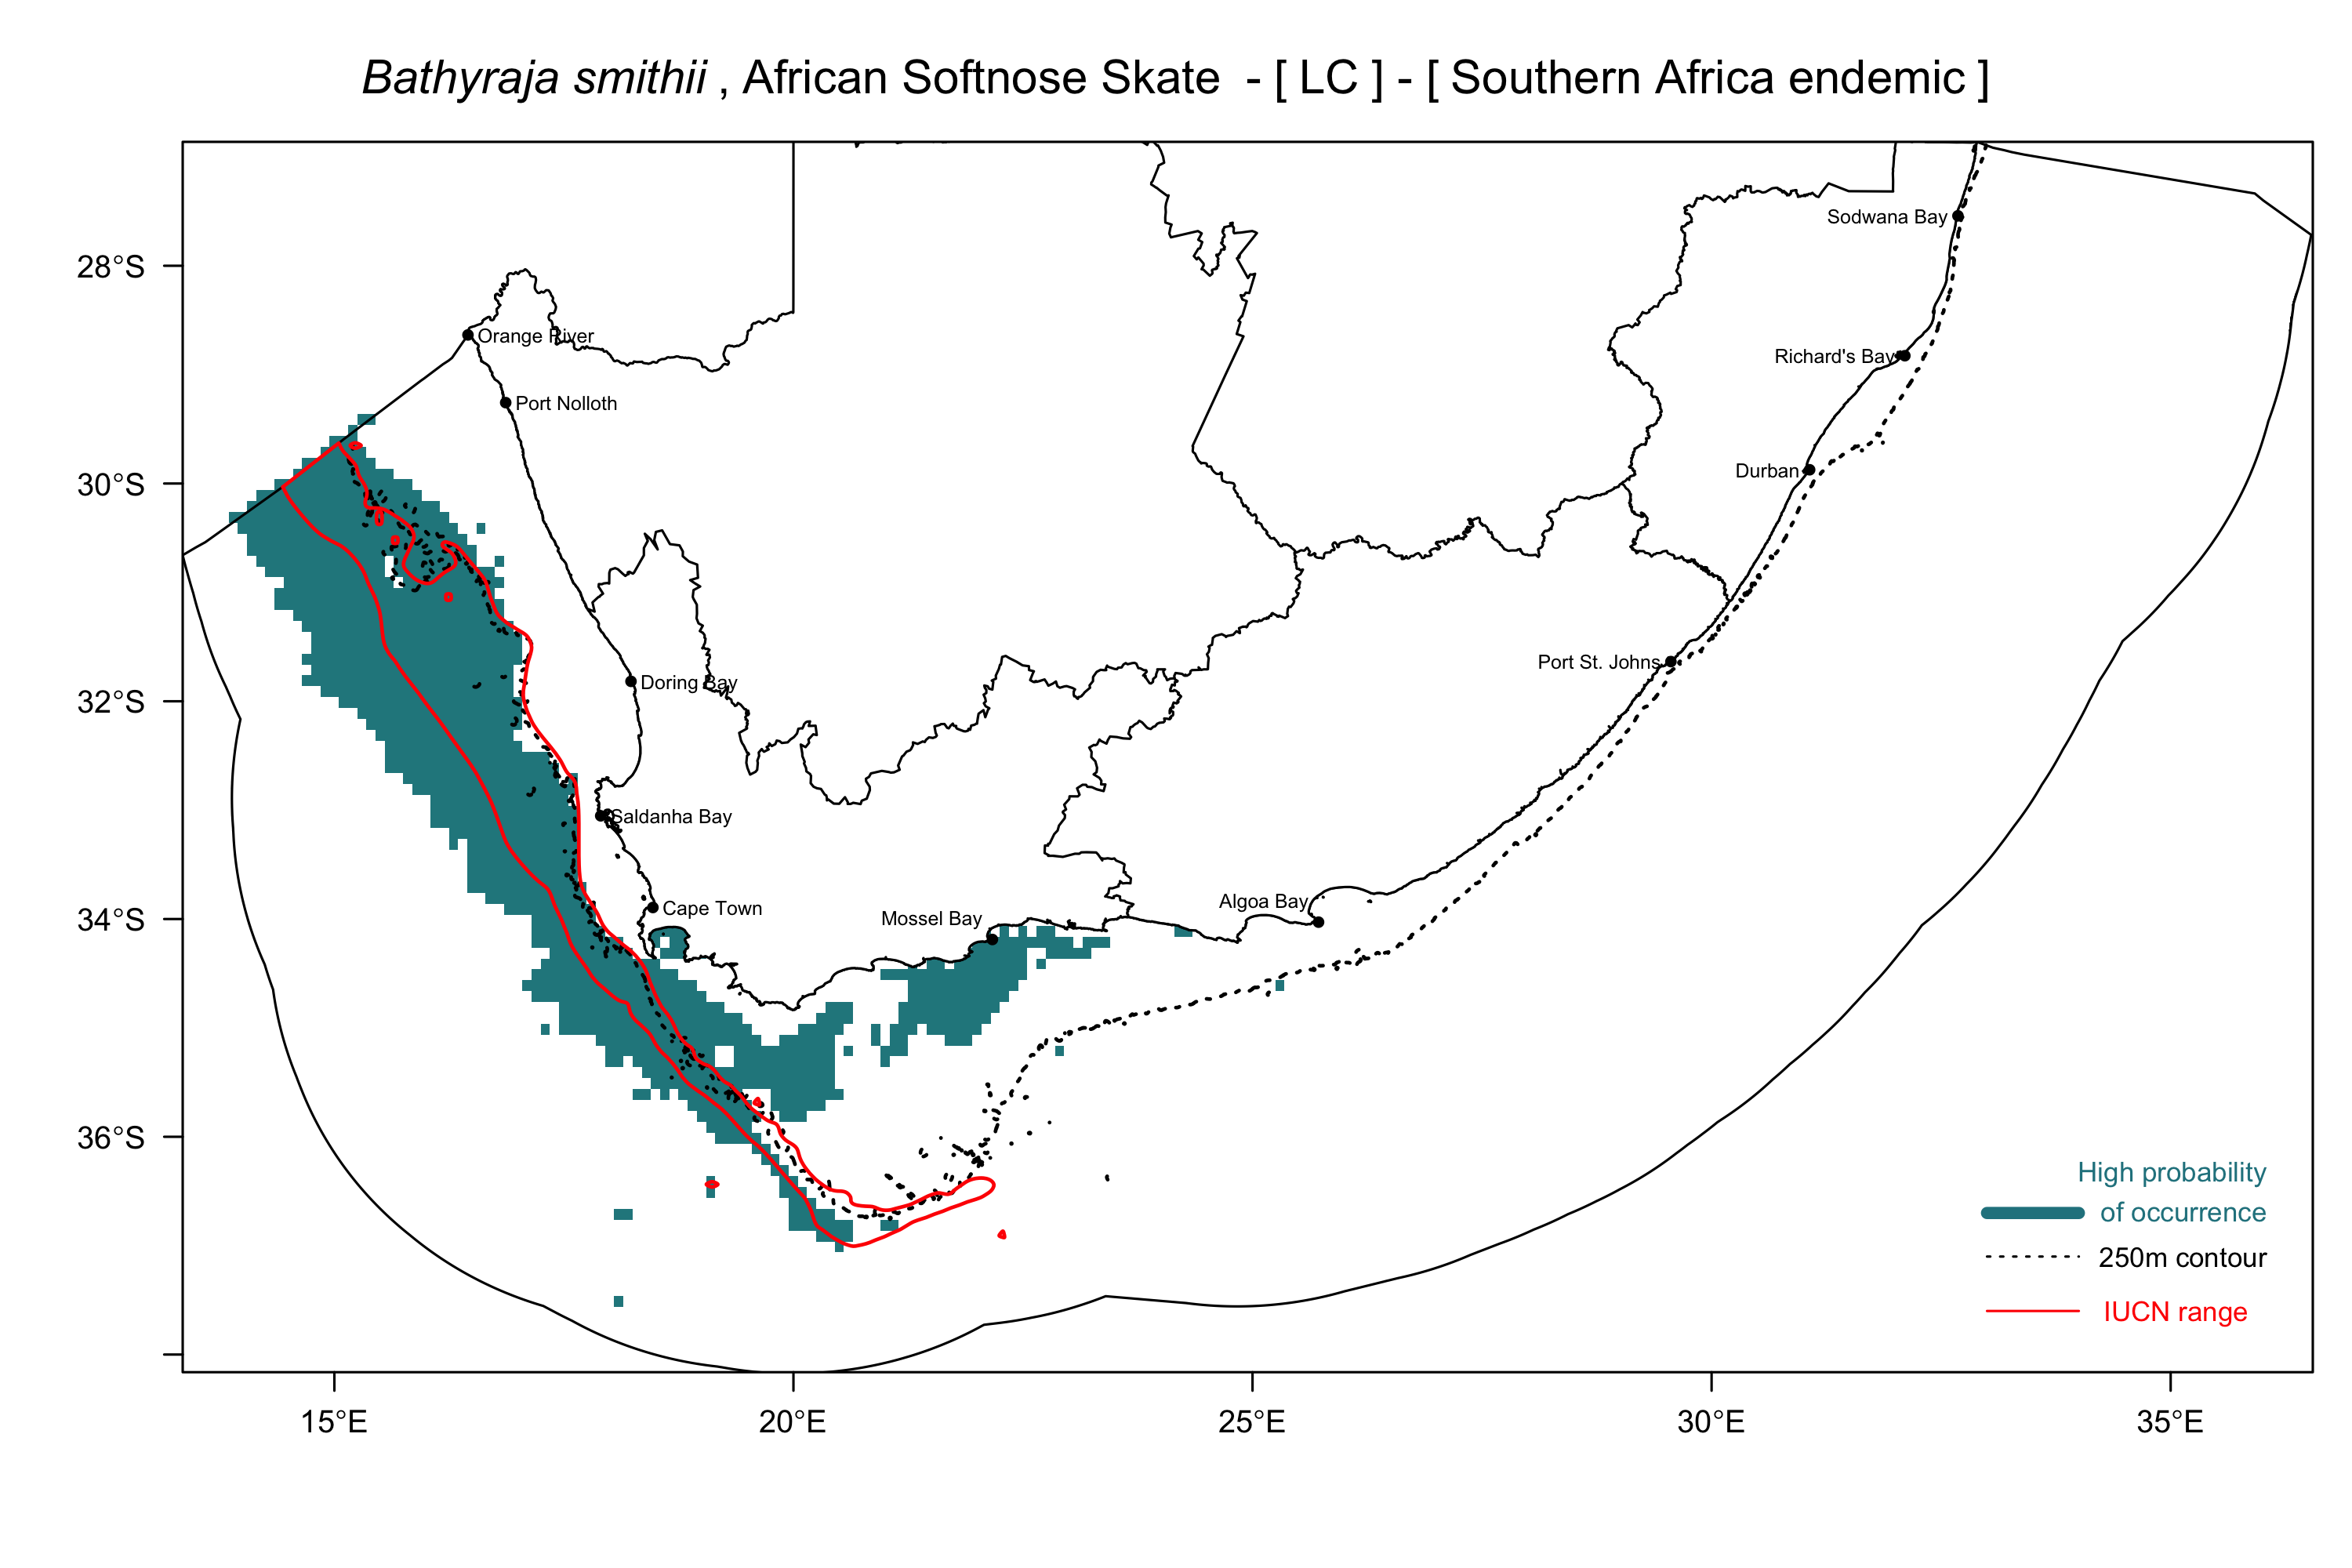 Bathyraja smithii , African Softnose Skate - [ LC ] - [ Southern Africa endemic ]
Sodwana Bay
28°S
Orange River
Richard's Bay
Port Nolloth
Durban
30°S
Port St. Johns
Doring Bay
32°S
Saldanha Bay
Algoa Bay
Cape Town
Mossel Bay
34°S
36°S
High probability
of occurrence
250m contour
IUCN range
15°E
20°E
25°E
30°E
35°E